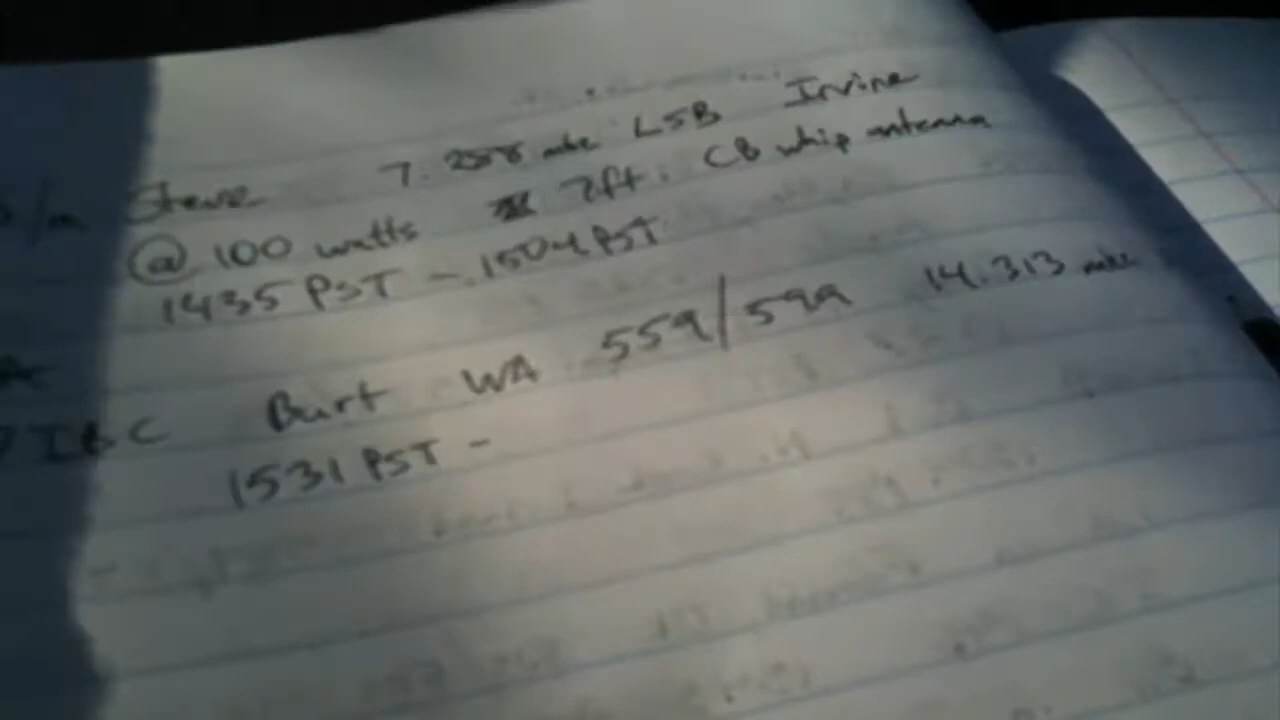 Steve 7.258 mhz LSB Irvine
@ 100 watts 7ft. CB whip antenna
1435 PST - 1504 PST
Burt WA 559/599 14.313 mhz
1531 PST -